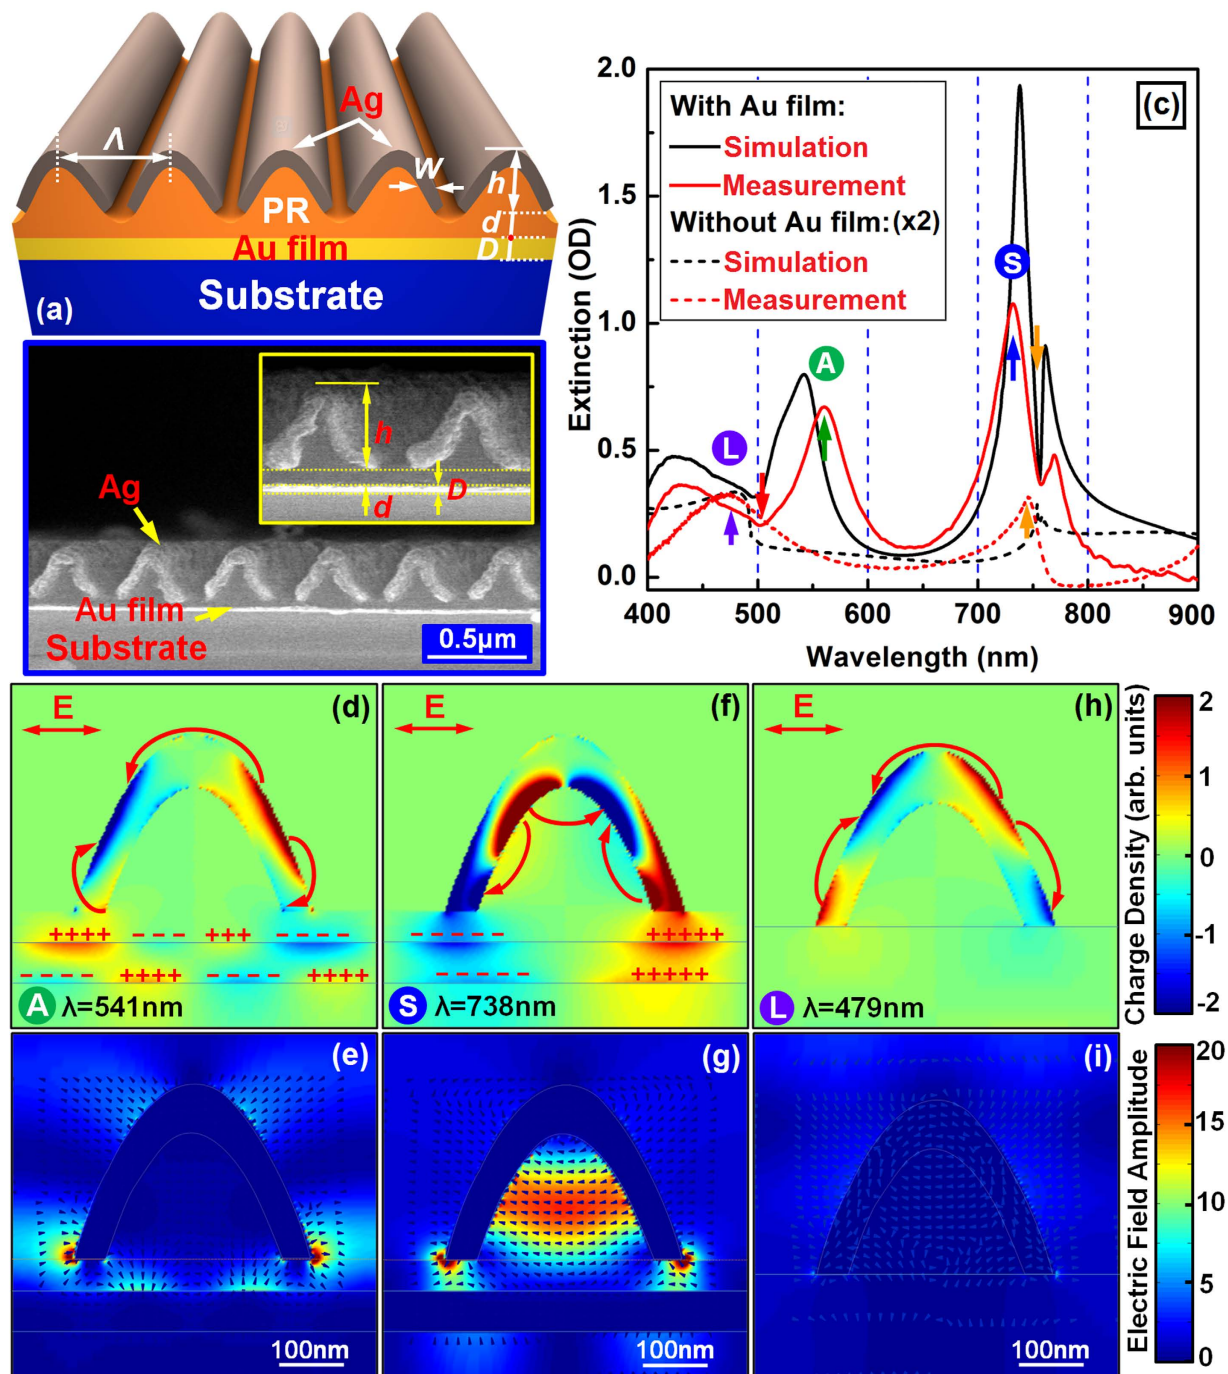 Λ
Ag
W
h
PR
d
Au film
D
Substrate
(a)
h
D
d
Ag
Au film
Substrate
0.5µm
(c)
With Au film:
Simulation
Measurement
Without Au film: (x2)
Simulation
Measurement
S
A
L
Extinction (OD)
2.0
1.5
1.0
0.5
0.0
400 500 600 700 800 900
Wavelength (nm)
E
(d)
++++ - - - +++ - - - -
- - - - ++++ - - - - ++++
A λ=541nm
E
(f)
- - - - - +++++
- - - - - +++++
S λ=738nm
E
(h)
L λ=479nm
2
1
0
-1
-2
Charge Density (arb. units)
(e)
100nm
(g)
100nm
(i)
100nm
20
15
10
5
0
Electric Field Amplitude